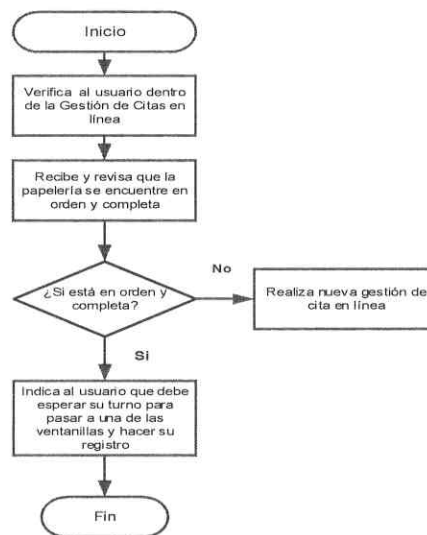 Inicio
Verifica al usuario dentro
de la Gestión de Citas en
línea
Recibe y revisa que la
papelería se encuentre en
orden y completa
¿Si está en orden y
completa?
No
Realiza nueva gestión de
cita en línea
Si
Indica al usuario que debe
esperar su turno para
pasar a una de las
ventanillas y hacer su
registro
Fin